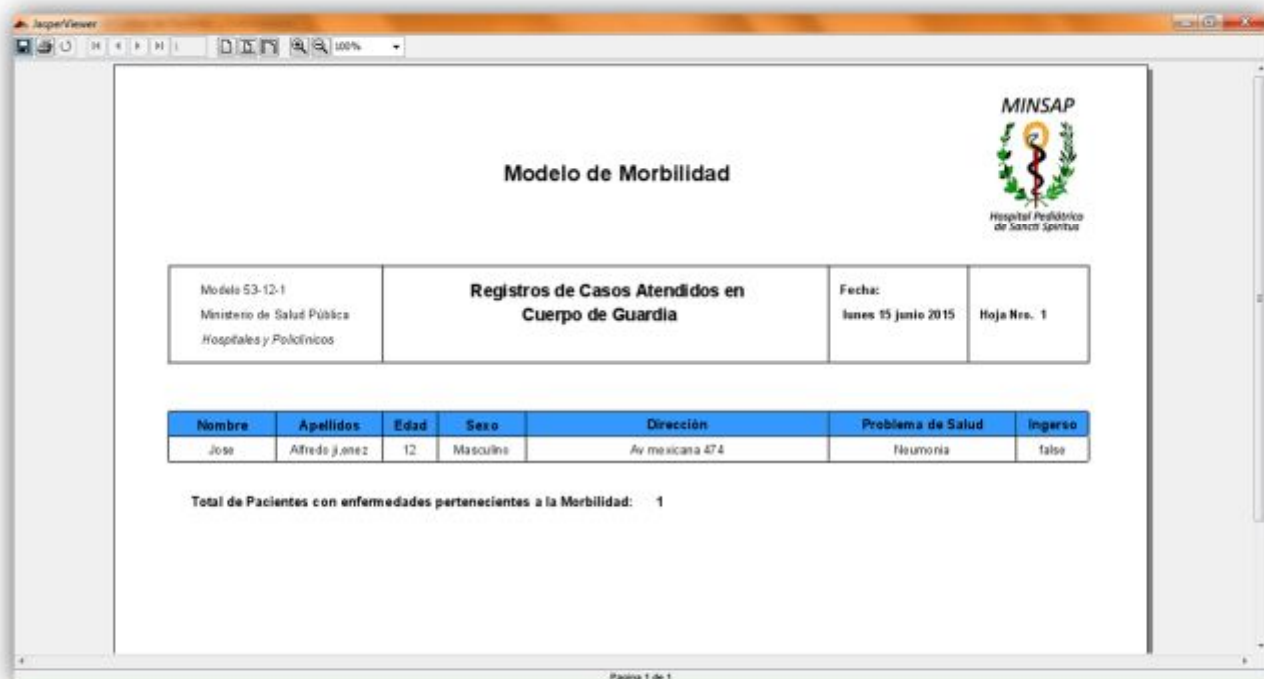 JasperViewer
1
100%
MINSAP
Modelo de Morbilidad
Hospital Pediátrico
de Sancti Spíritus
Modelo 53-12-1
Ministerio de Salud Pública
Hospitales y Policlínicos
Registros de Casos Atendidos en
Cuerpo de Guardia
Fecha:
lunes 15 junio 2015
Hoja Nro. 1
Nombre Apellidos Edad Sexo Dirección Problema de Salud Ingerso
Jose Alfredo ji,enez 12 Masculino Av mexicana 474 Neumonia false
Total de Pacientes con enfermedades pertenecientes a la Morbilidad: 1
Pagina 1 de 1